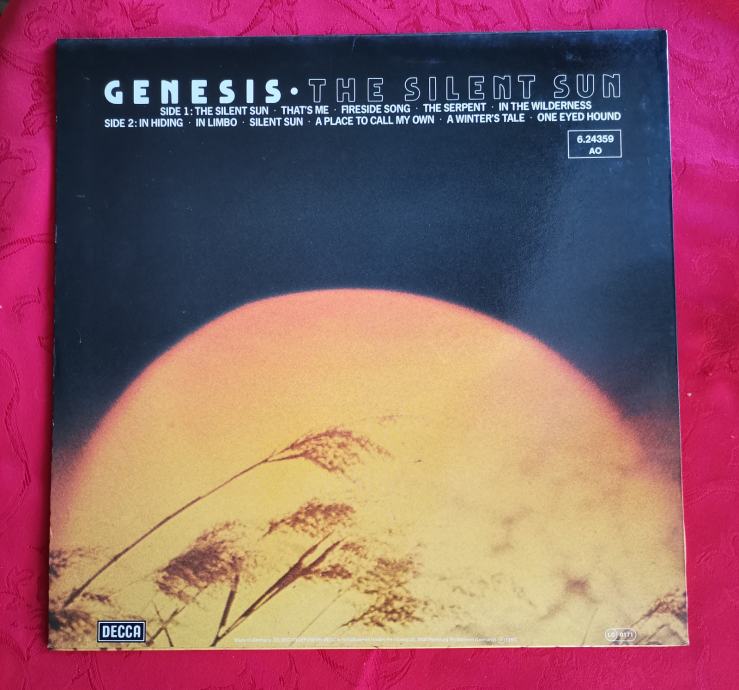 GENESIS · THE SILENT SUN
SIDE 1: THE SILENT SUN · THAT'S ME · FIRESIDE SONG · THE SERPENT · IN THE WILDERNESS
SIDE 2: IN HIDING · IN LIMBO · SILENT SUN · A PLACE TO CALL MY OWN · A WINTER'S TALE · ONE EYED HOUND
6.24359
AO
DECCA
LC 0171